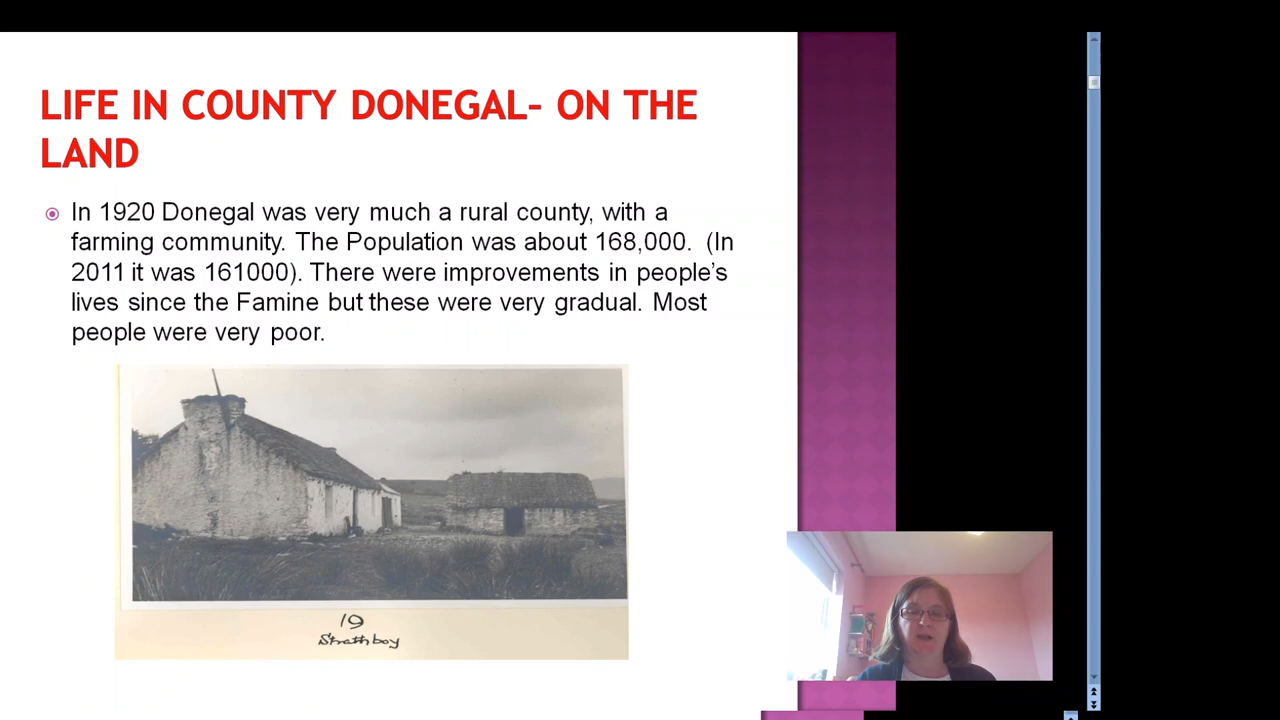 LIFE IN COUNTY DONEGAL– ON THE
LAND
In 1920 Donegal was very much a rural county, with a
farming community. The Population was about 168,000. (In
2011 it was 161000). There were improvements in people’s
lives since the Famine but these were very gradual. Most
people were very poor.
19
Strathboy